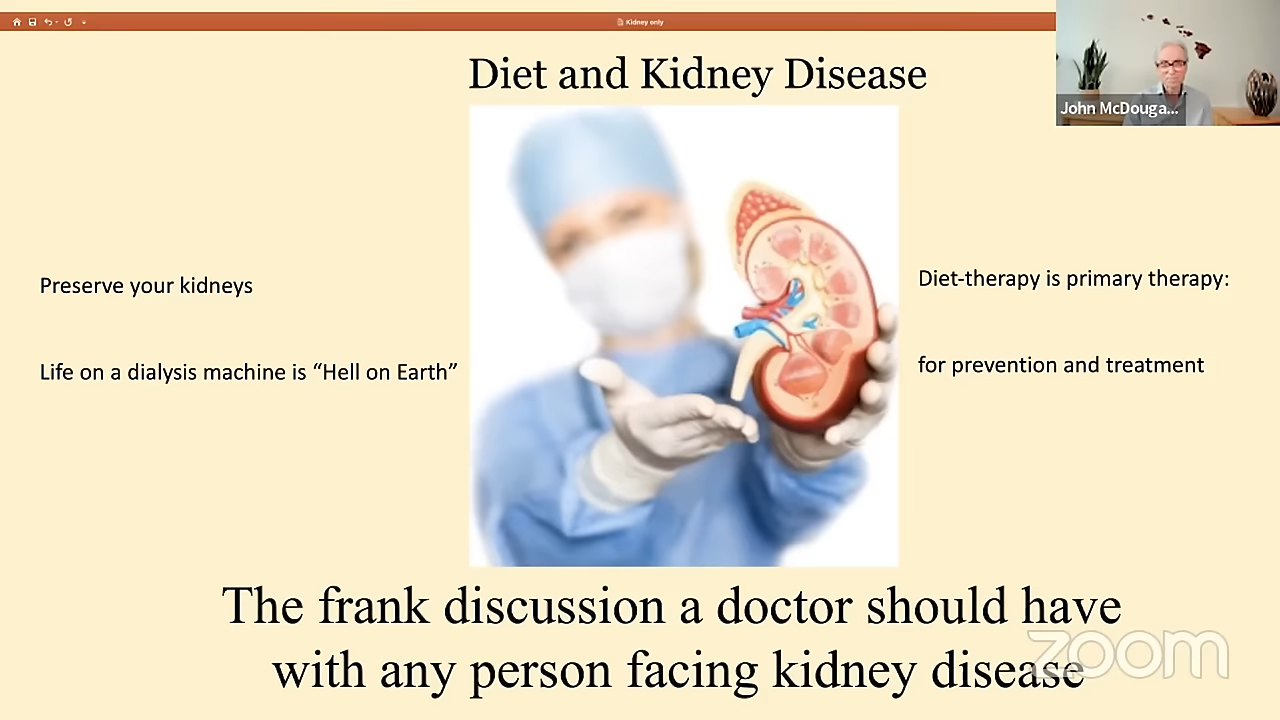 Kidney only
Diet and Kidney Disease
John McDouga...
Preserve your kidneys
Life on a dialysis machine is “Hell on Earth”
Diet-therapy is primary therapy:
for prevention and treatment
The frank discussion a doctor should have
with any person facing kidney disease
zoom